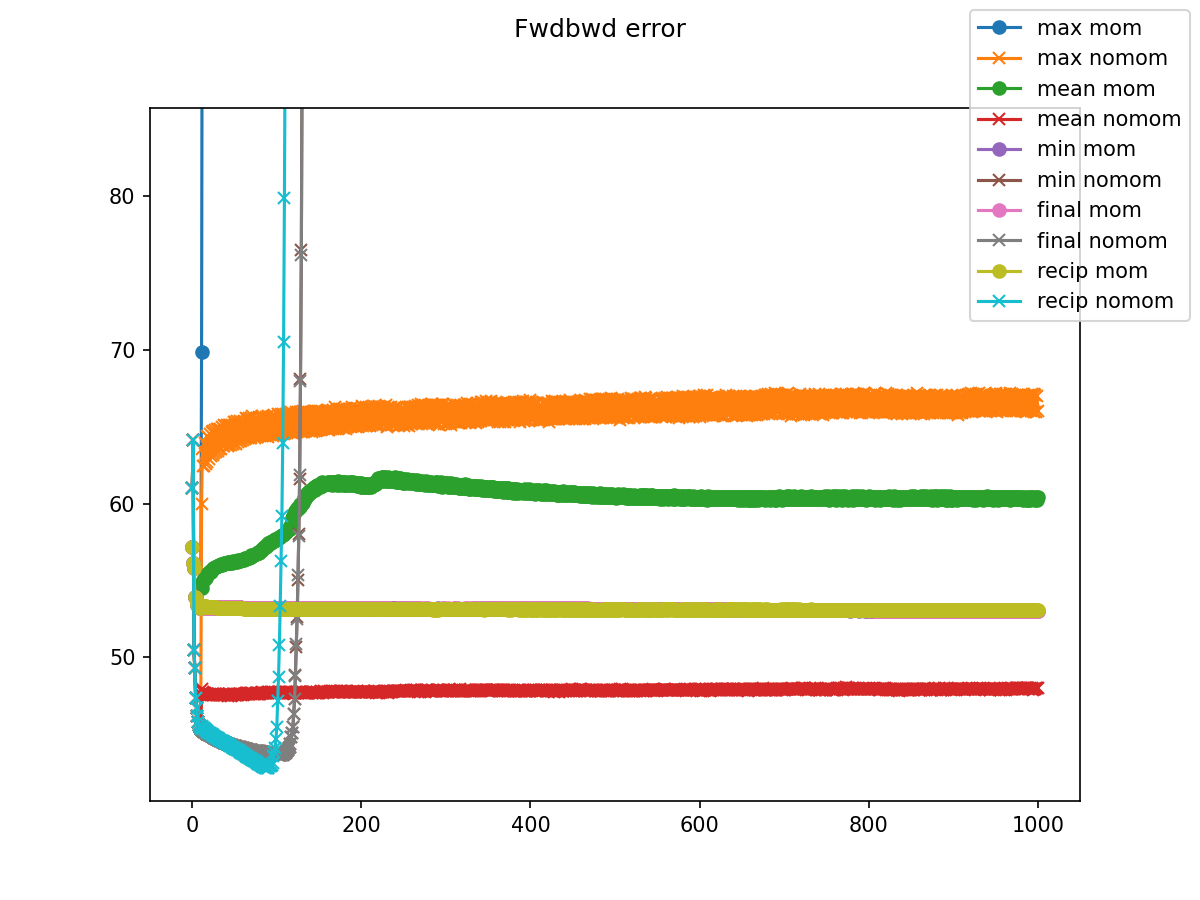 Fwdbwd error
max mom
max nomom
mean mom
mean nomom
min mom
min nomom
final mom
final nomom
recip mom
recip nomom
80
70
60
50
0 200 400 600 800 1000